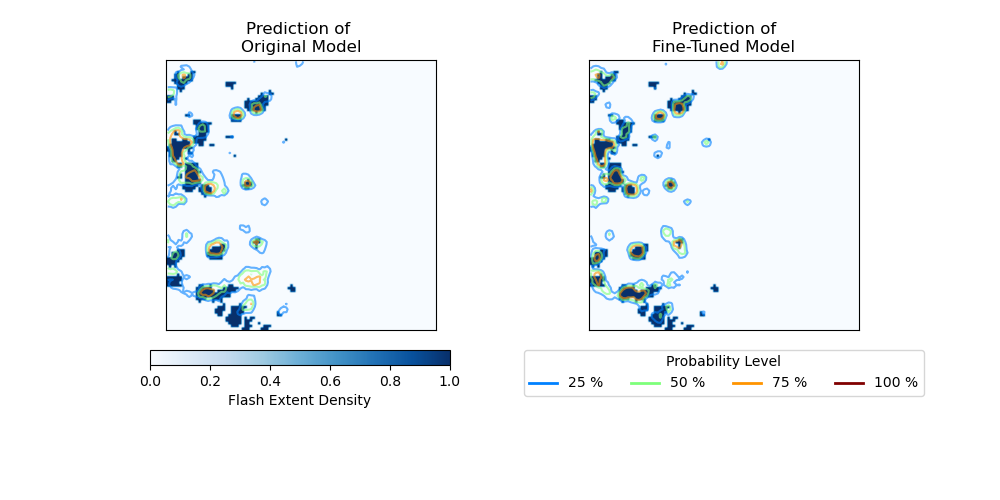 Prediction of
Original Model
Prediction of
Fine-Tuned Model
0.0 0.2 0.4 0.6 0.8 1.0
Flash Extent Density
Probability Level
25 % 50 % 75 % 100 %